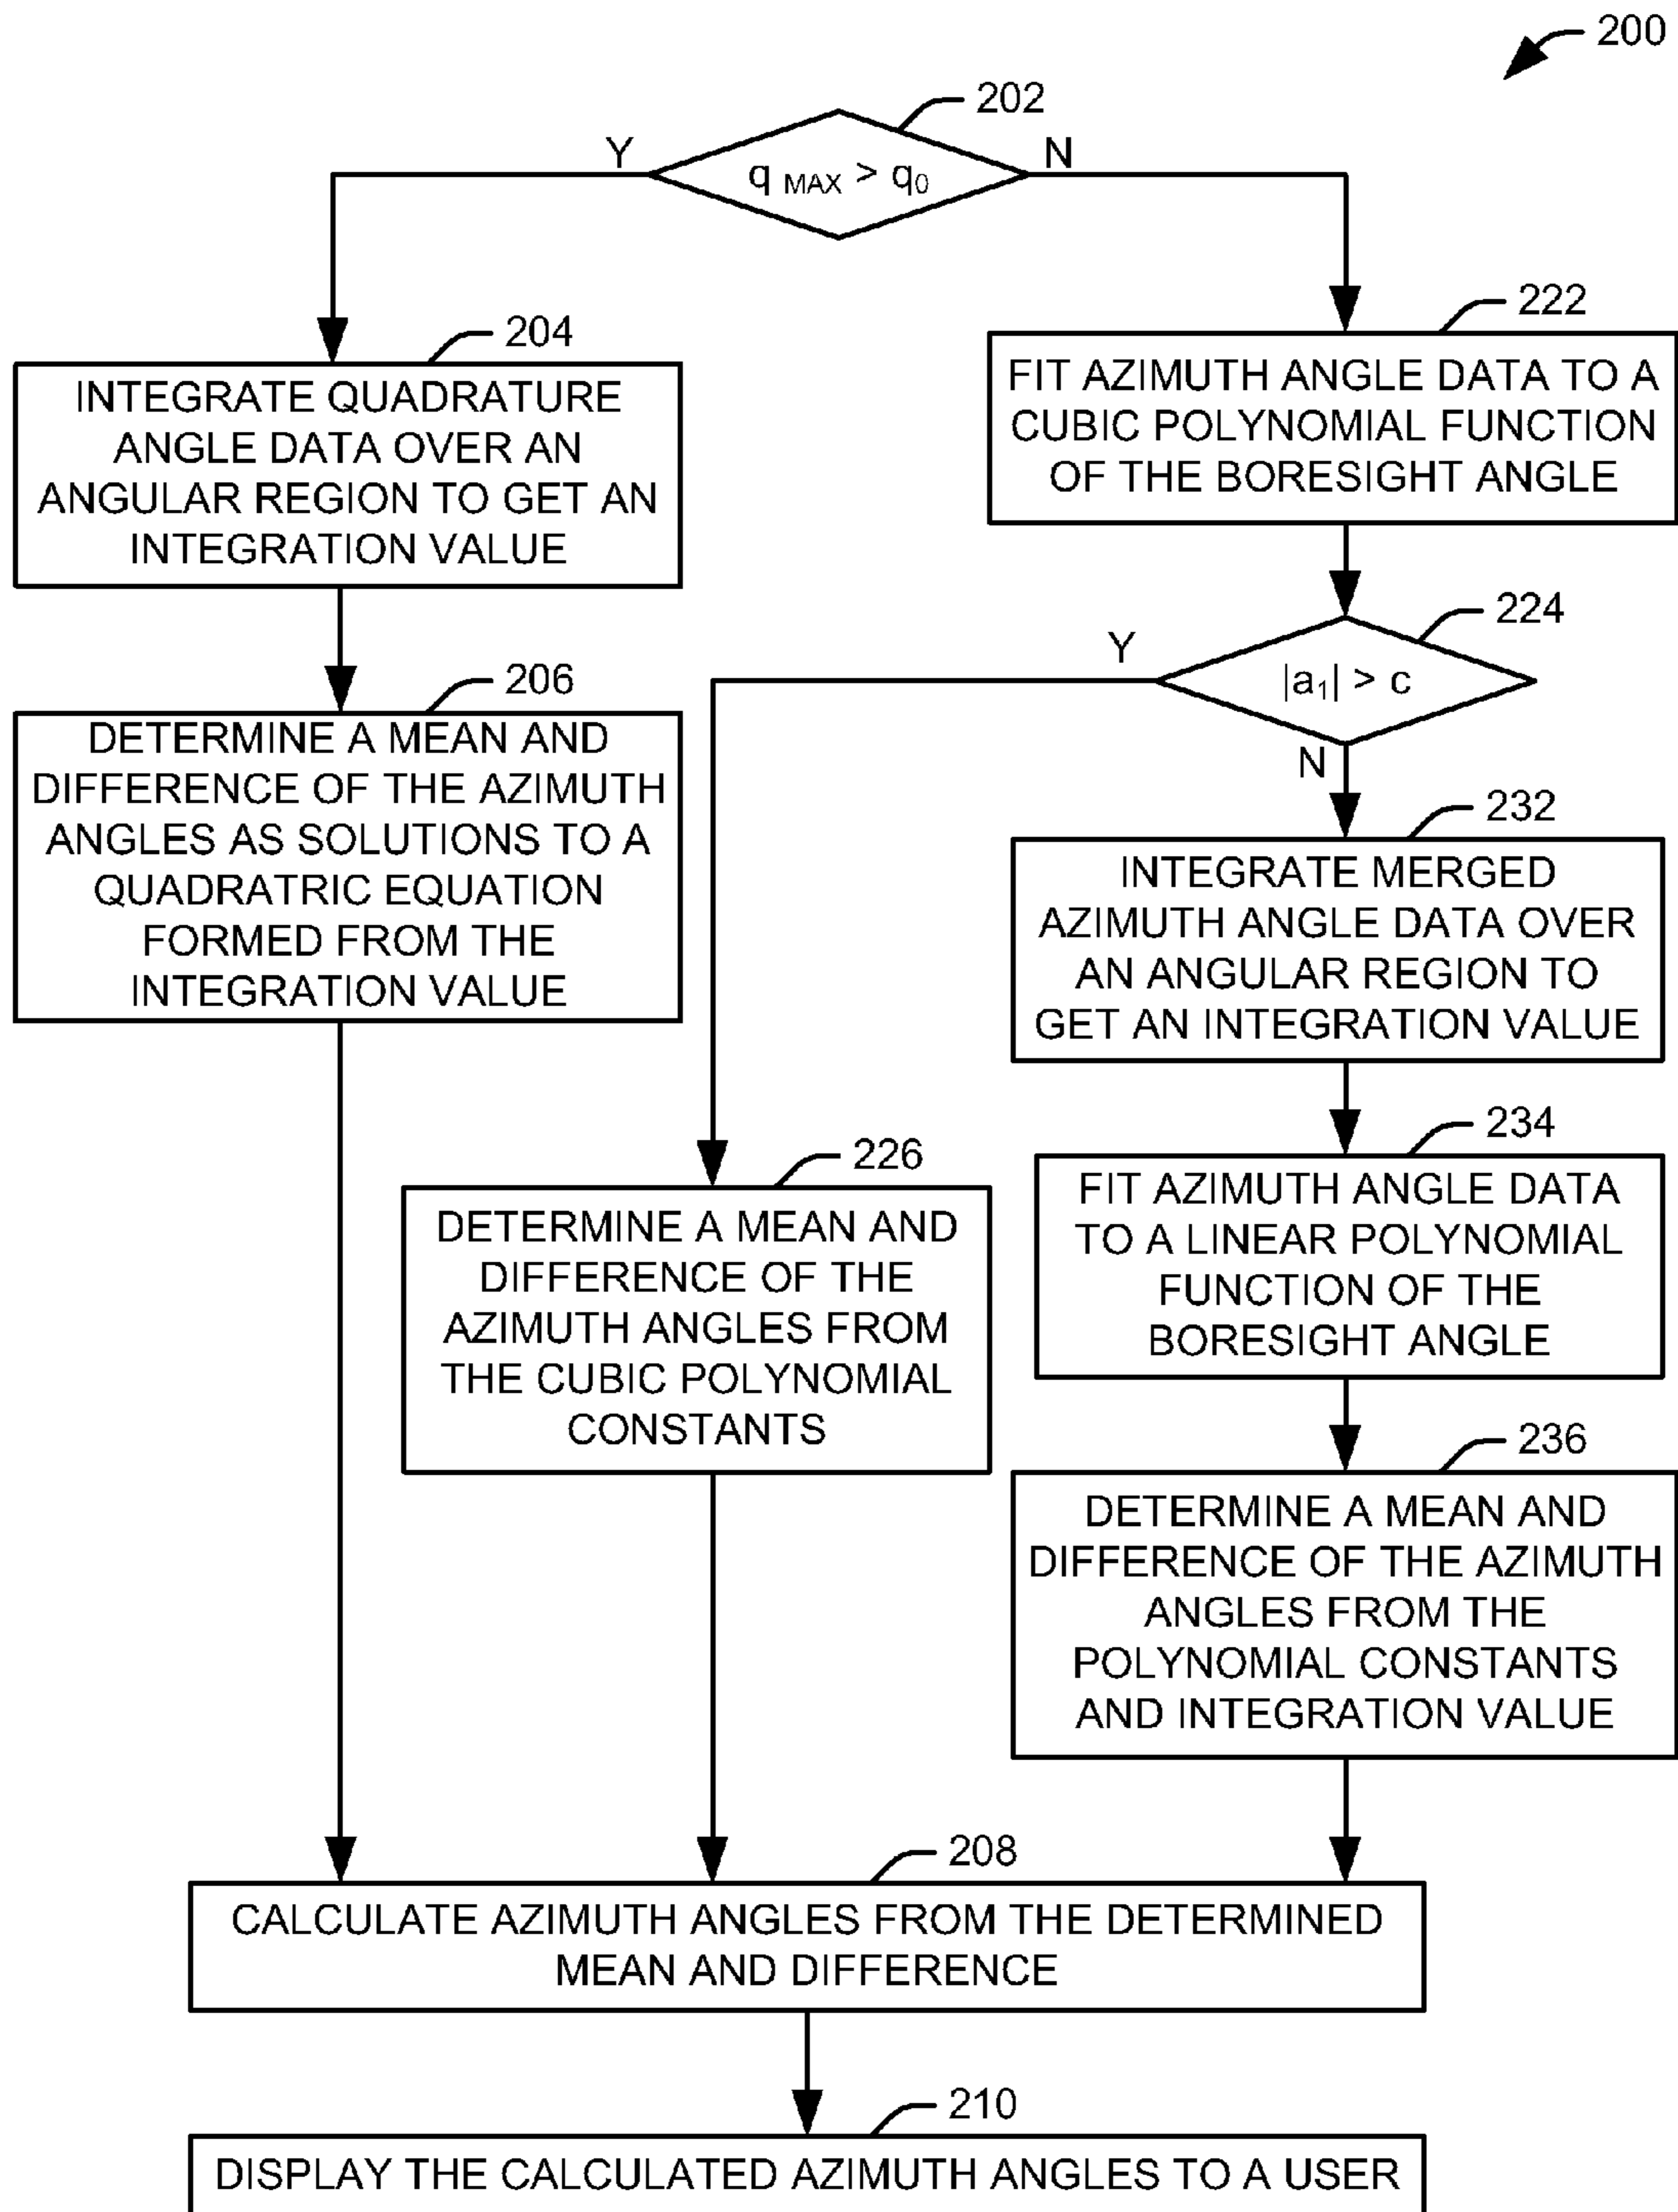 200
202
Y
q MAX > q0
N
204
INTEGRATE QUADRATURE
ANGLE DATA OVER AN
ANGULAR REGION TO GET AN
INTEGRATION VALUE
222
FIT AZIMUTH ANGLE DATA TO A
CUBIC POLYNOMIAL FUNCTION
OF THE BORESIGHT ANGLE
224
Y
|a1| > c
N
206
DETERMINE A MEAN AND
DIFFERENCE OF THE AZIMUTH
ANGLES AS SOLUTIONS TO A
QUADRATRIC EQUATION
FORMED FROM THE
INTEGRATION VALUE
232
INTEGRATE MERGED
AZIMUTH ANGLE DATA OVER
AN ANGULAR REGION TO
GET AN INTEGRATION VALUE
226
DETERMINE A MEAN AND
DIFFERENCE OF THE
AZIMUTH ANGLES FROM
THE CUBIC POLYNOMIAL
CONSTANTS
234
FIT AZIMUTH ANGLE DATA
TO A LINEAR POLYNOMIAL
FUNCTION OF THE
BORESIGHT ANGLE
236
DETERMINE A MEAN AND
DIFFERENCE OF THE AZIMUTH
ANGLES FROM THE
POLYNOMIAL CONSTANTS
AND INTEGRATION VALUE
208
CALCULATE AZIMUTH ANGLES FROM THE DETERMINED
MEAN AND DIFFERENCE
210
DISPLAY THE CALCULATED AZIMUTH ANGLES TO A USER